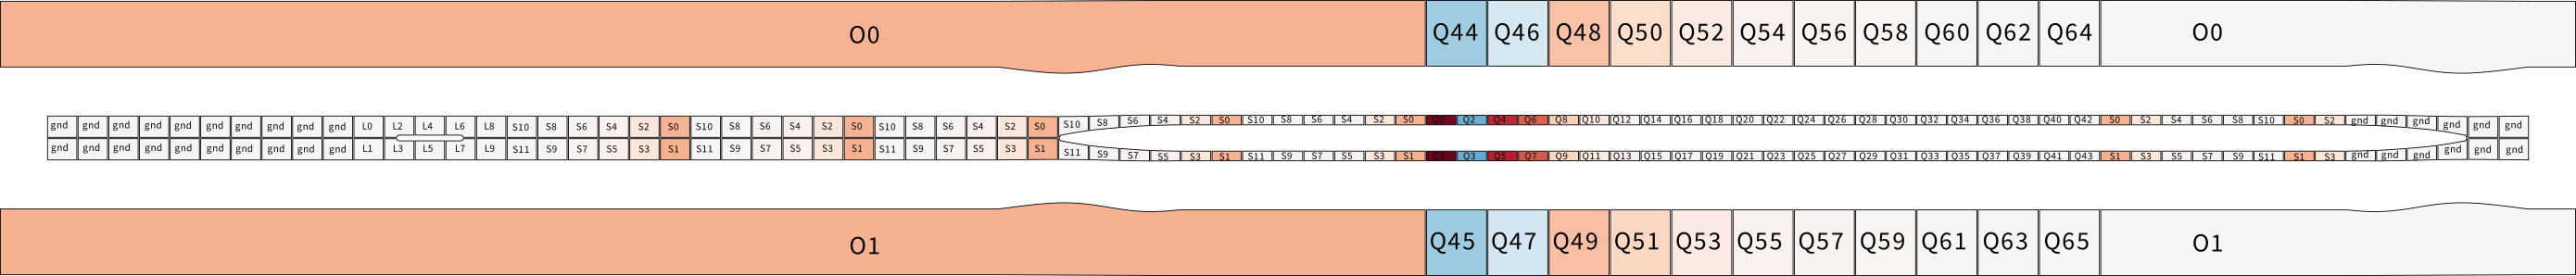 O0 Q44 Q46 Q48 Q50 Q52 Q54 Q56 Q58 Q60 Q62 Q64 O0
gnd gnd gnd gnd gnd gnd gnd gnd gnd gnd L0 L2 L4 L6 L8 S10 S8 S6 S4 S2 S0 S10 S8 S6 S4 S2 S0 S10 S8 S6 S4 S2 S0 S10 S8 S6 S4 S2 S0 S10 S8 S6 S4 S2 S0 Q0 Q2 Q4 Q6 Q8 Q10 Q12 Q14 Q16 Q18 Q20 Q22 Q24 Q26 Q28 Q30 Q32 Q34 Q36 Q38 Q40 Q42 S0 S2 S4 S6 S8 S10 S0 S2 gnd gnd gnd gnd gnd gnd
gnd gnd gnd gnd gnd gnd gnd gnd gnd gnd L1 L3 L5 L7 L9 S11 S9 S7 S5 S3 S1 S11 S9 S7 S5 S3 S1 S11 S9 S7 S5 S3 S1 S11 S9 S7 S5 S3 S1 S11 S9 S7 S5 S3 S1 Q1 Q3 Q5 Q7 Q9 Q11 Q13 Q15 Q17 Q19 Q21 Q23 Q25 Q27 Q29 Q31 Q33 Q35 Q37 Q39 Q41 Q43 S1 S3 S5 S7 S9 S11 S1 S3 gnd gnd gnd gnd gnd gnd
O1 Q45 Q47 Q49 Q51 Q53 Q55 Q57 Q59 Q61 Q63 Q65 O1